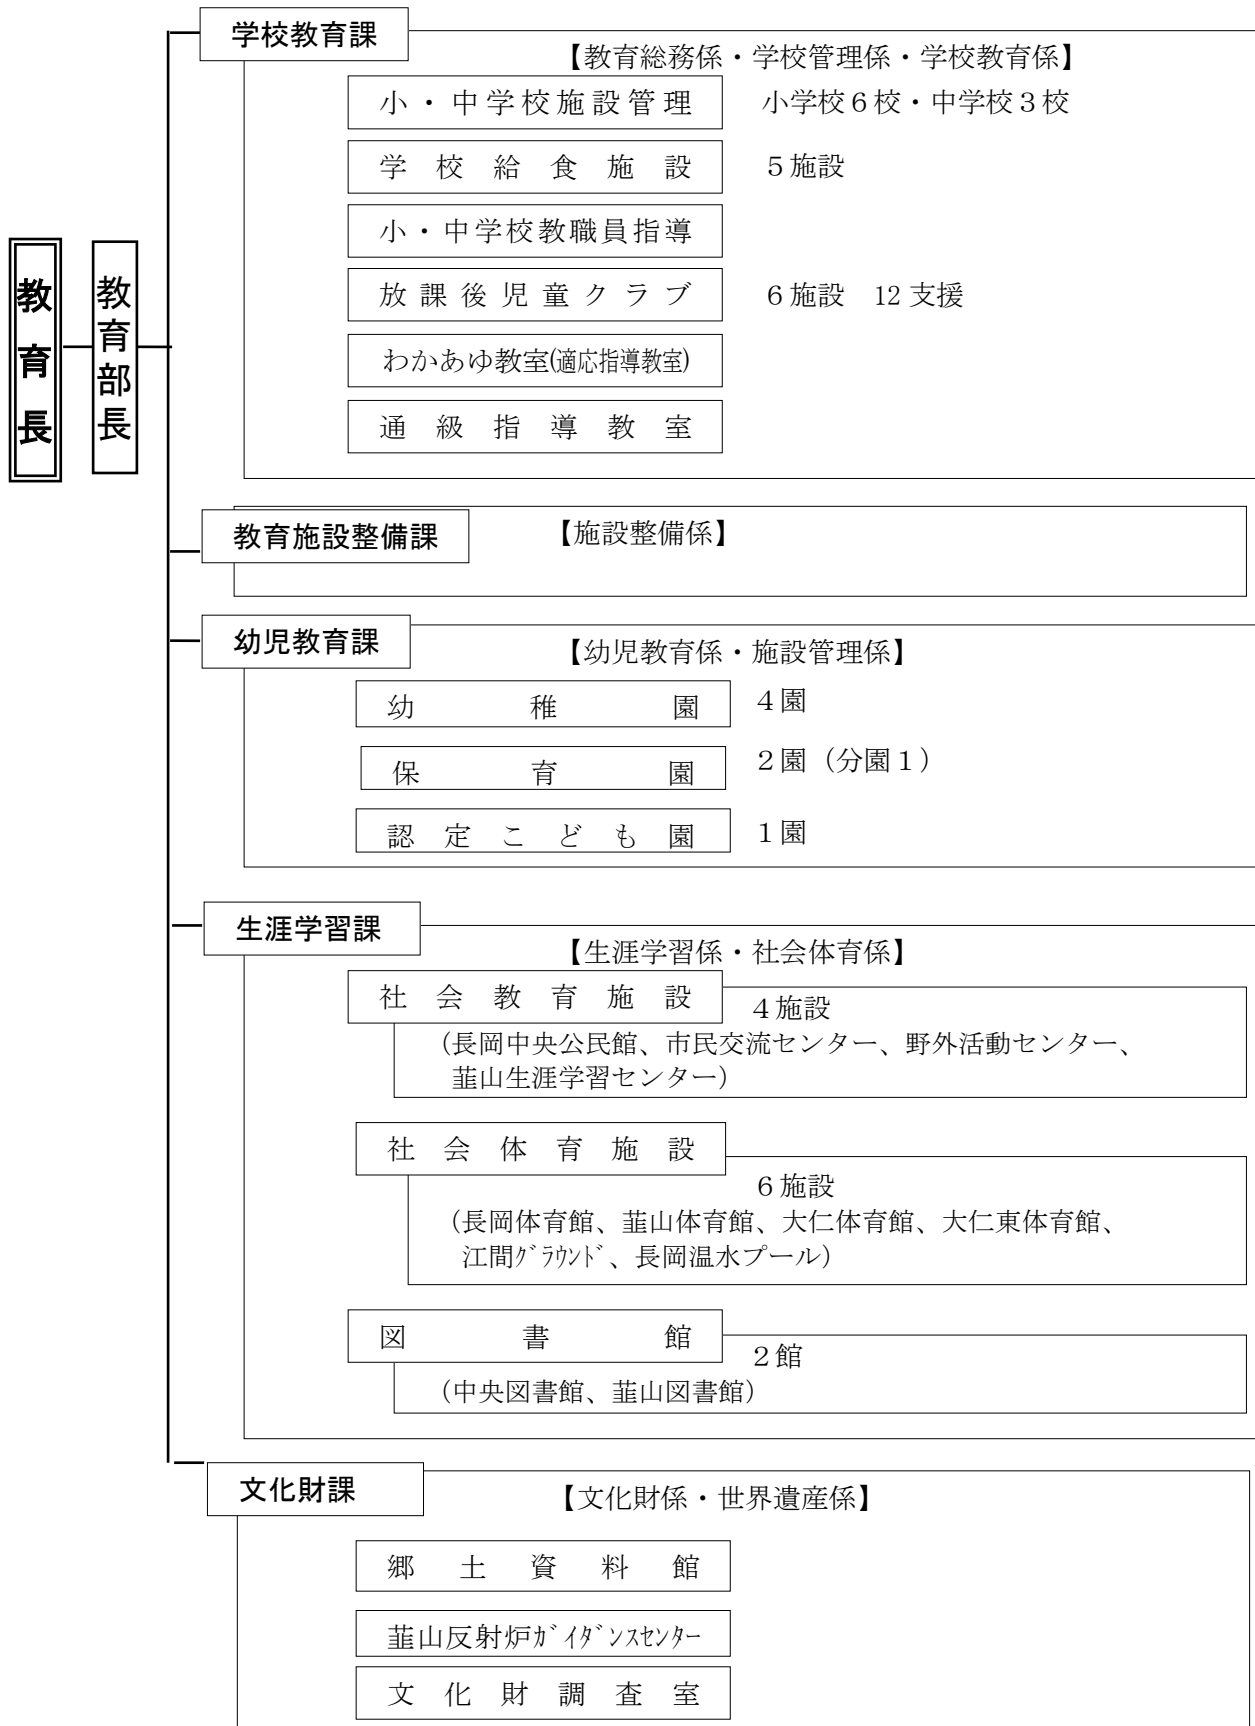 教育長
教育部長
学校教育課
【教育総務係・学校管理係・学校教育係】
小・中学校施設管理 小学校６校・中学校３校
学校給食施設 ５施設
小・中学校教職員指導
放課後児童クラブ ６施設 12 支援
わかあゆ教室(適応指導教室)
通級指導教室
教育施設整備課 【施設整備係】
幼児教育課
【幼児教育係・施設管理係】
幼稚園 ４園
保育園 ２園（分園１）
認定こども園 １園
生涯学習課
【生涯学習係・社会体育係】
社会教育施設 ４施設
（長岡中央公民館、市民交流センター、野外活動センター、
韮山生涯学習センター）
社会体育施設
６施設
（長岡体育館、韮山体育館、大仁体育館、大仁東体育館、
江間ｸﾞﾗｳﾝﾄﾞ、長岡温水プール）
図書館
２館
（中央図書館、韮山図書館）
文化財課 【文化財係・世界遺産係】
郷土資料館
韮山反射炉ｶﾞｲﾀﾞﾝｽｾﾝﾀｰ
文化財調査室